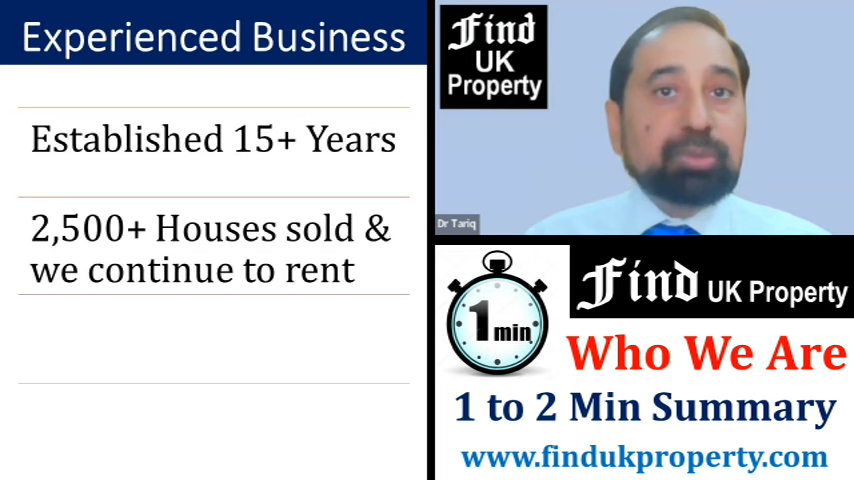 Experienced Business
Established 15+ Years
2,500+ Houses sold &
we continue to rent
Find
UK
Property
Dr Tariq
1 min
Find UK Property
Who We Are
1 to 2 Min Summary
www.findukproperty.com